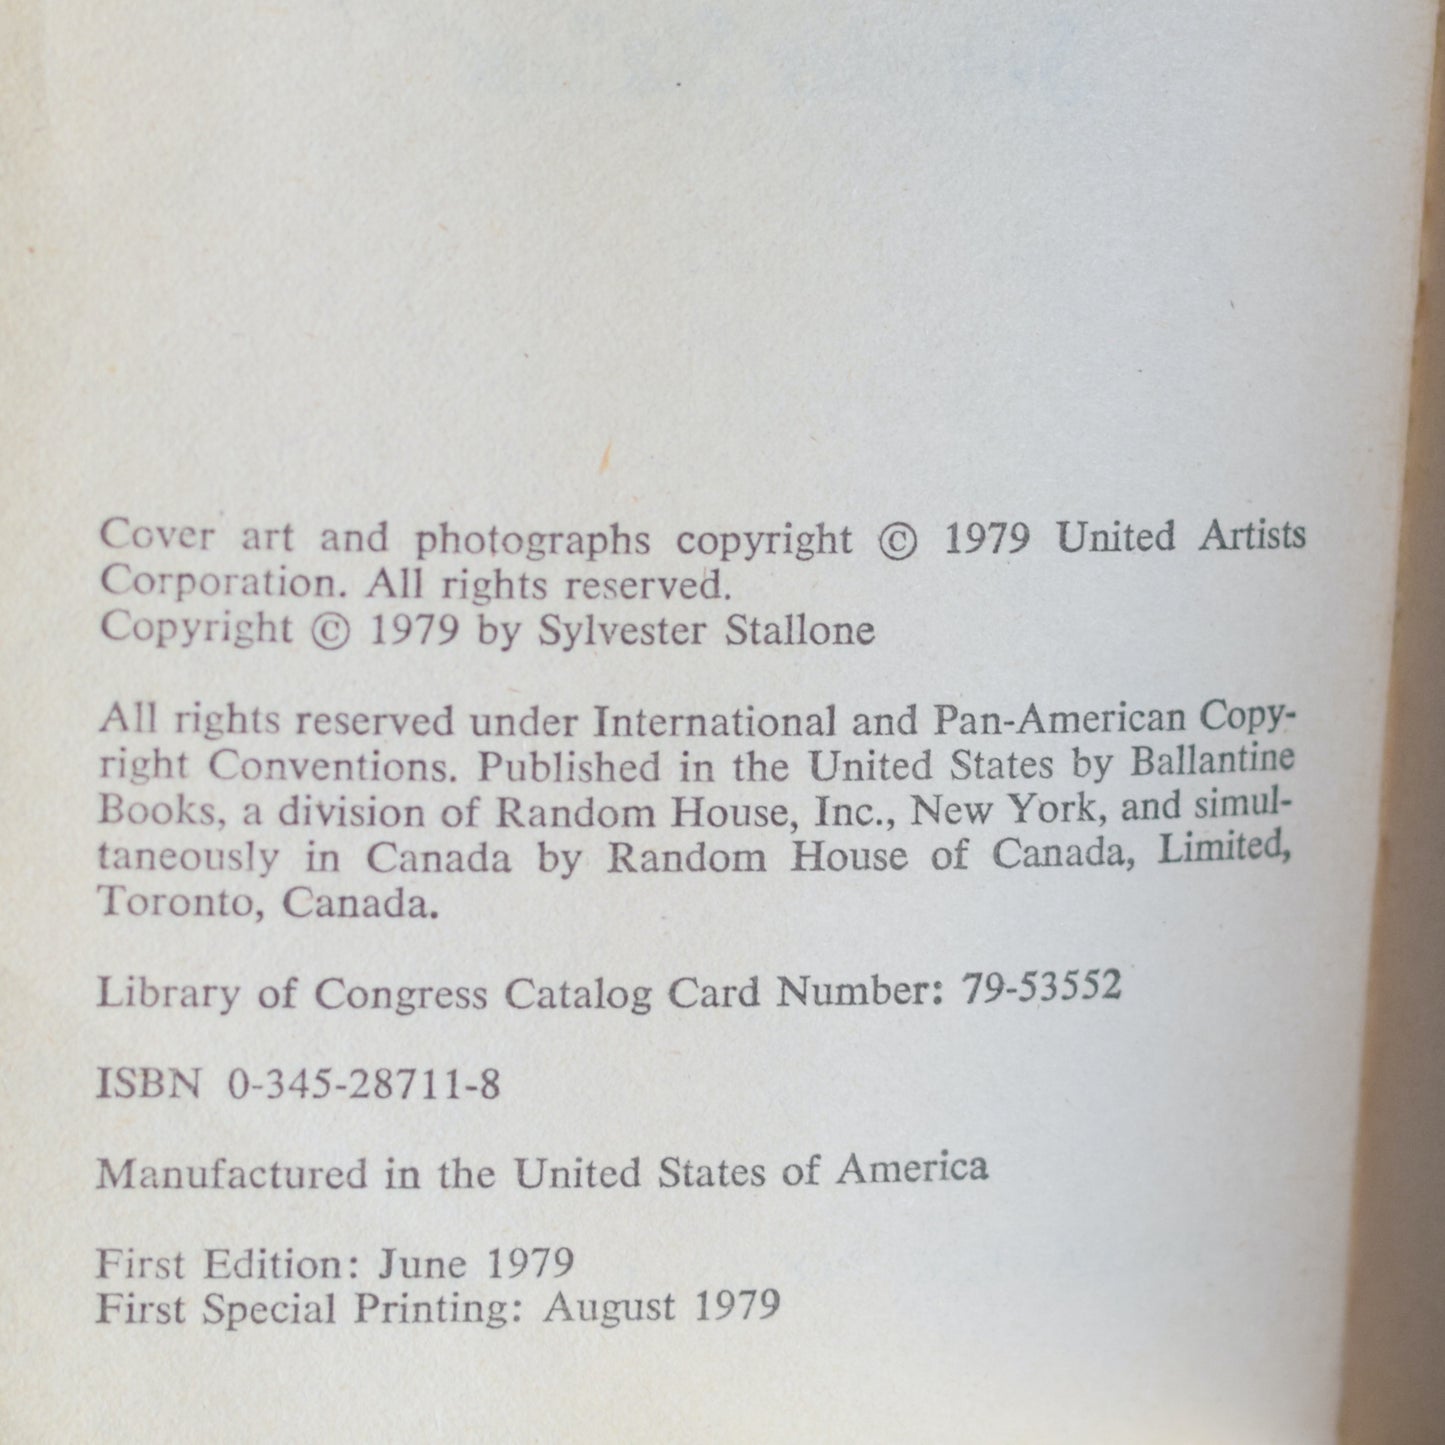 Cover art and photographs copyright © 1979 United Artists
Corporation. All rights reserved.
Copyright © 1979 by Sylvester Stallone
All rights reserved under International and Pan-American Copy-
right Conventions. Published in the United States by Ballantine
Books, a division of Random House, Inc., New York, and simul-
taneously in Canada by Random House of Canada, Limited,
Toronto, Canada.
Library of Congress Catalog Card Number: 79-53552
ISBN 0-345-28711-8
Manufactured in the United States of America
First Edition: June 1979
First Special Printing: August 1979